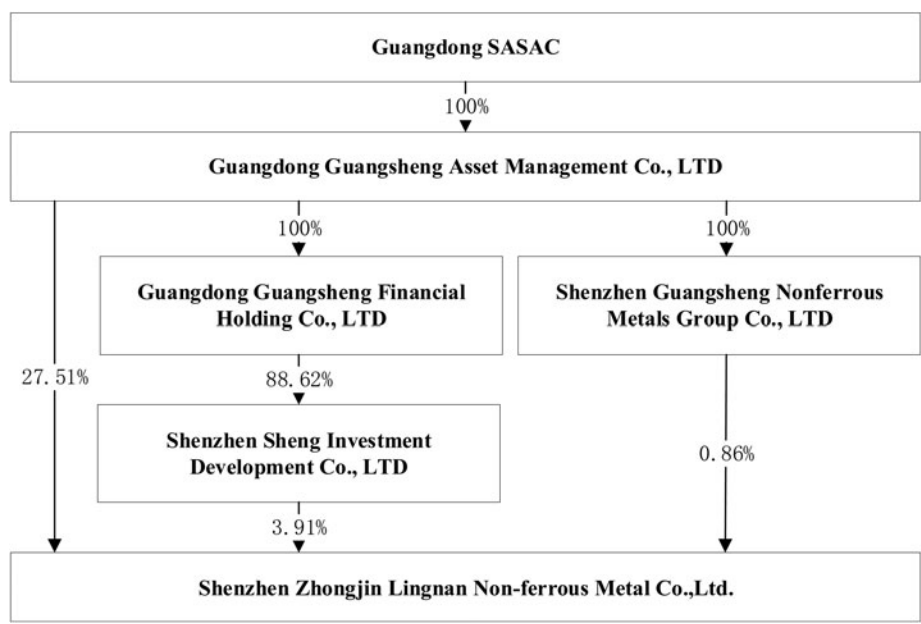 Guangdong SASAC
100%
Guangdong Guangsheng Asset Management Co., LTD
100%
100%
Guangdong Guangsheng Financial
Holding Co., LTD
Shenzhen Guangsheng Nonferrous
Metals Group Co., LTD
27.51%
88.62%
Shenzhen Sheng Investment
Development Co., LTD
0.86%
3.91%
Shenzhen Zhongjin Lingnan Non-ferrous Metal Co.,Ltd.